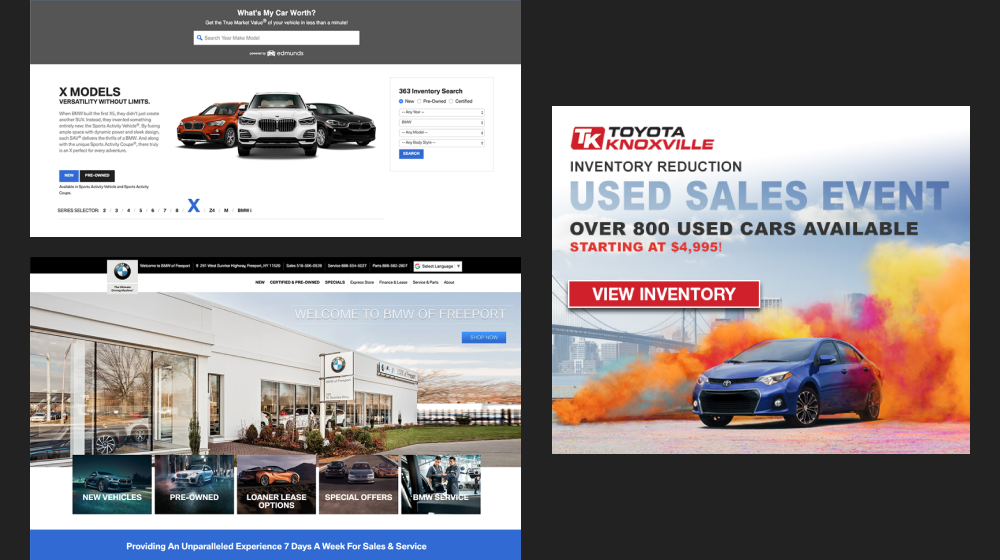 What's My Car Worth?
Get the True Market Value® of your vehicle in less than a minute!
Search Year Make Model
powered by edmunds
X MODELS
VERSATILITY WITHOUT LIMITS.
When BMW built the first X5, they didn't just create
another SUV. Instead, they invented something
entirely new: the Sports Activity Vehicle®. By fusing
ample space with dynamic power and sleek design,
each SAV® delivers the thrills of a BMW. And along
with the unique Sports Activity Coupe®, there truly
is an X perfect for every adventure.
NEW PRE-OWNED
Available in Sports Activity Vehicle and Sports Activity
Coupe.
SERIES SELECTOR: 2 / 3 / 4 / 5 / 6 / 7 / 8 / X / Z4 / M / BMW i
363 Inventory Search
New Pre-Owned Certified
-- Any Year --
BMW
-- Any Model --
-- Any Body Style --
SEARCH
Welcome to BMW of Freeport 291 West Sunrise Highway, Freeport, NY 11520 Sales Service Parts Select Language
The Ultimate
Driving Machine®
NEW CERTIFIED & PRE-OWNED SPECIALS Express Store Finance & Lease Service & Parts About
WELCOME TO BMW OF FREEPORT
SHOP NOW
BMW of Freeport
NEW VEHICLES
PRE-OWNED
LOANER LEASE
OPTIONS
SPECIAL OFFERS
BMW SERVICE
Providing An Unparalleled Experience 7 Days A Week For Sales & Service
TK TOYOTA
KNOXVILLE
INVENTORY REDUCTION
USED SALES EVENT
OVER 800 USED CARS AVAILABLE
STARTING AT $4,995!
VIEW INVENTORY